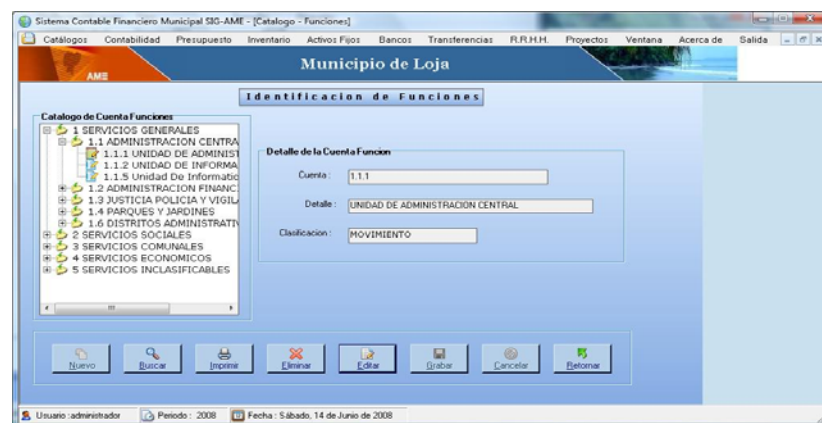 Sistema Contable Financiero Municipal SIG-AME - [Catalogo - Funciones]
Catálogos Contabilidad Presupuesto Inventario Activos Fijos Bancos Transferencias R.R.H.H. Proyectos Ventana Acerca de Salida
AME
Municipio de Loja
Identificacion de Funciones
Catalogo de Cuenta Funciones
1 SERVICIOS GENERALES
1.1 ADMINISTRACION CENTRA
1.1.1 UNIDAD DE ADMINIST
1.1.2 UNIDAD DE INFORMA
1.1.5 Unidad De Informatic
1.2 ADMINISTRACION FINANC
1.3 JUSTICIA POLICIA Y VIGIL
1.4 PARQUES Y JARDINES
1.6 DISTRITOS ADMINISTRATI
2 SERVICIOS SOCIALES
3 SERVICIOS COMUNALES
4 SERVICIOS ECONOMICOS
5 SERVICIOS INCLASIFICABLES
Detalle de la Cuenta Funcion
Cuenta : 1.1.1
Detalle : UNIDAD DE ADMINISTRACION CENTRAL
Clasificacion : MOVIMIENTO
Nuevo Buscar Imprimir Eliminar Editar Grabar Cancelar Retornar
Usuario : administrador Periodo : 2008 Fecha : Sábado, 14 de Junio de 2008